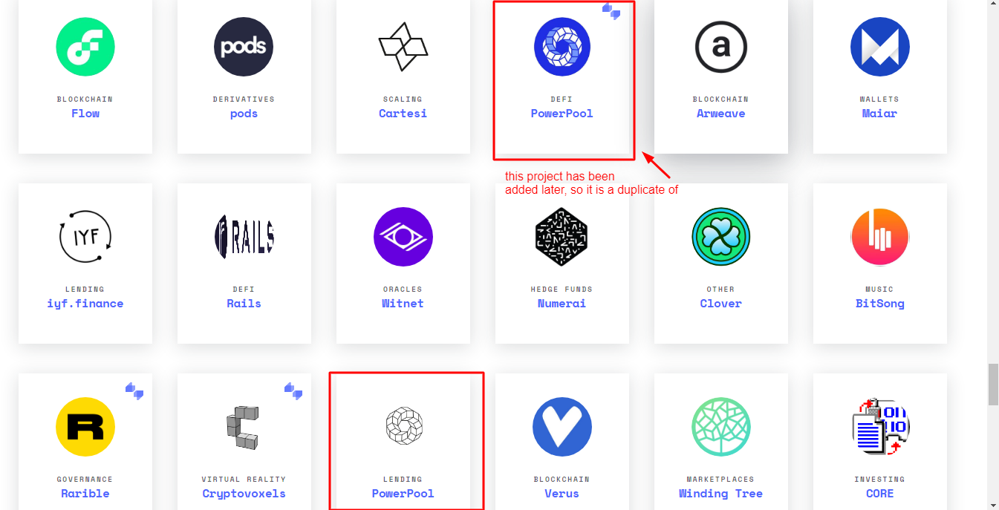 pods
a
BLOCKCHAIN
Flow
DERIVATIVES
pods
SCALING
Cartesi
DEFI
PowerPool
BLOCKCHAIN
Arweave
WALLETS
Maiar
this project has been
added later, so it is a duplicate of
IYF
RAILS
LENDING
iyf.finance
DEFI
Rails
ORACLES
Witnet
HEDGE FUNDS
Numerai
OTHER
Clover
MUSIC
BitSong
R
GOVERNANCE
Rarible
VIRTUAL REALITY
Cryptovoxels
LENDING
PowerPool
BLOCKCHAIN
Verus
MARKETPLACES
Winding Tree
INVESTING
CORE